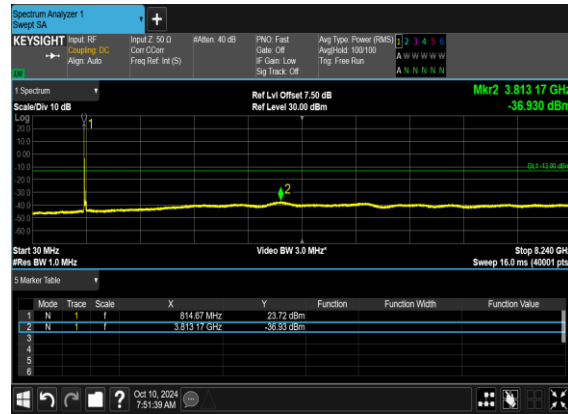 Spectrum Analyzer 1
Swept SA
+
KEYSIGHT Input: RF Input Z: 50 Ω #Atten: 40 dB PNO: Fast Avg Type: Power (RMS) 1 2 3 4 5 6
Coupling: DC Corr CCorr Gate: Off Avg|Hold: 100/100 A W W W W W
Align: Auto Freq Ref: Int (S) IF Gain: Low Trig: Free Run
Sig Track: Off A N N N N N
1 Spectrum Ref Lvl Offset 7.50 dB Mkr2 3.813 17 GHz
Scale/Div 10 dB Ref Level 30.00 dBm -36.930 dBm
Log
1
20.0
10.0
0.00
-10.0 DL1 -13.00 dBm
-20.0
-30.0 2
-40.0
-50.0
-60.0
Start 30 MHz Video BW 3.0 MHz* Stop 8.240 GHz
#Res BW 1.0 MHz Sweep 16.0 ms (40001 pts)
5 Marker Table
Mode Trace Scale X Y Function Function Width Function Value
1 N 1 f 814.67 MHz 23.72 dBm
2 N 1 f 3.813 17 GHz -36.93 dBm
3
4
5
6
? Oct 10, 2024
7:51:39 AM